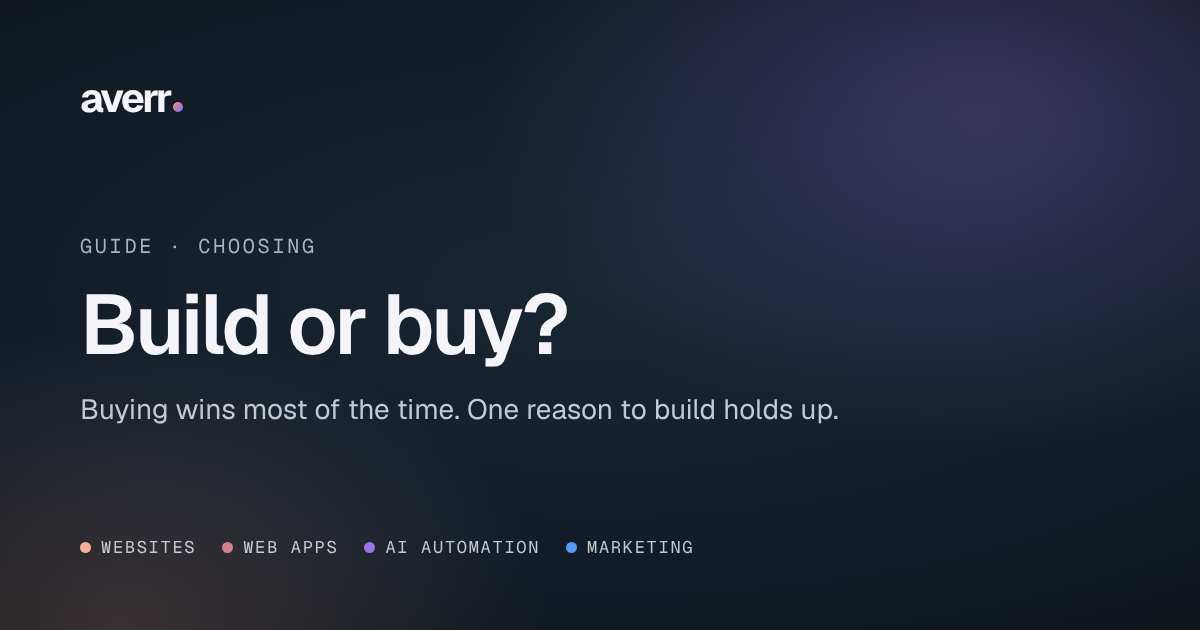 averr.
GUIDE · CHOOSING
Build or buy?
Buying wins most of the time. One reason to build holds up.
WEBSITES WEB APPS AI AUTOMATION MARKETING